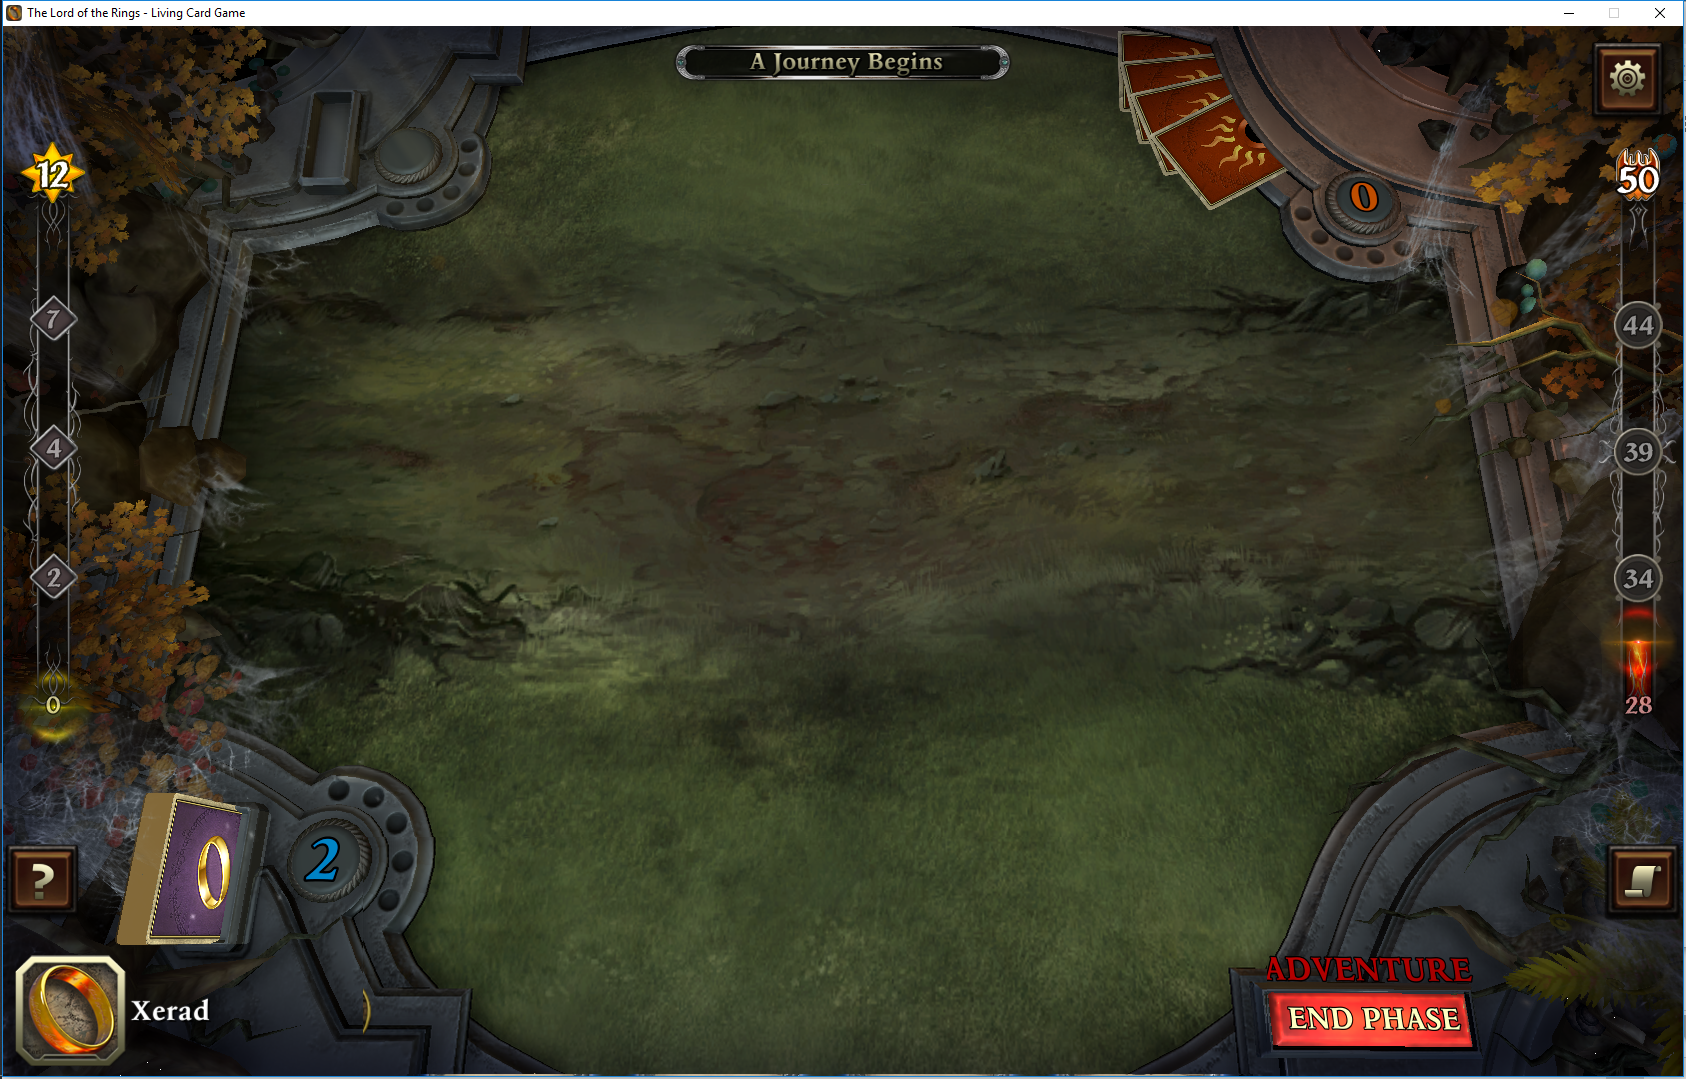 The Lord of the Rings - Living Card Game
A Journey Begins
12
7
4
2
0
50
44
39
34
28
0
2
?
Xerad
ADVENTURE
END PHASE